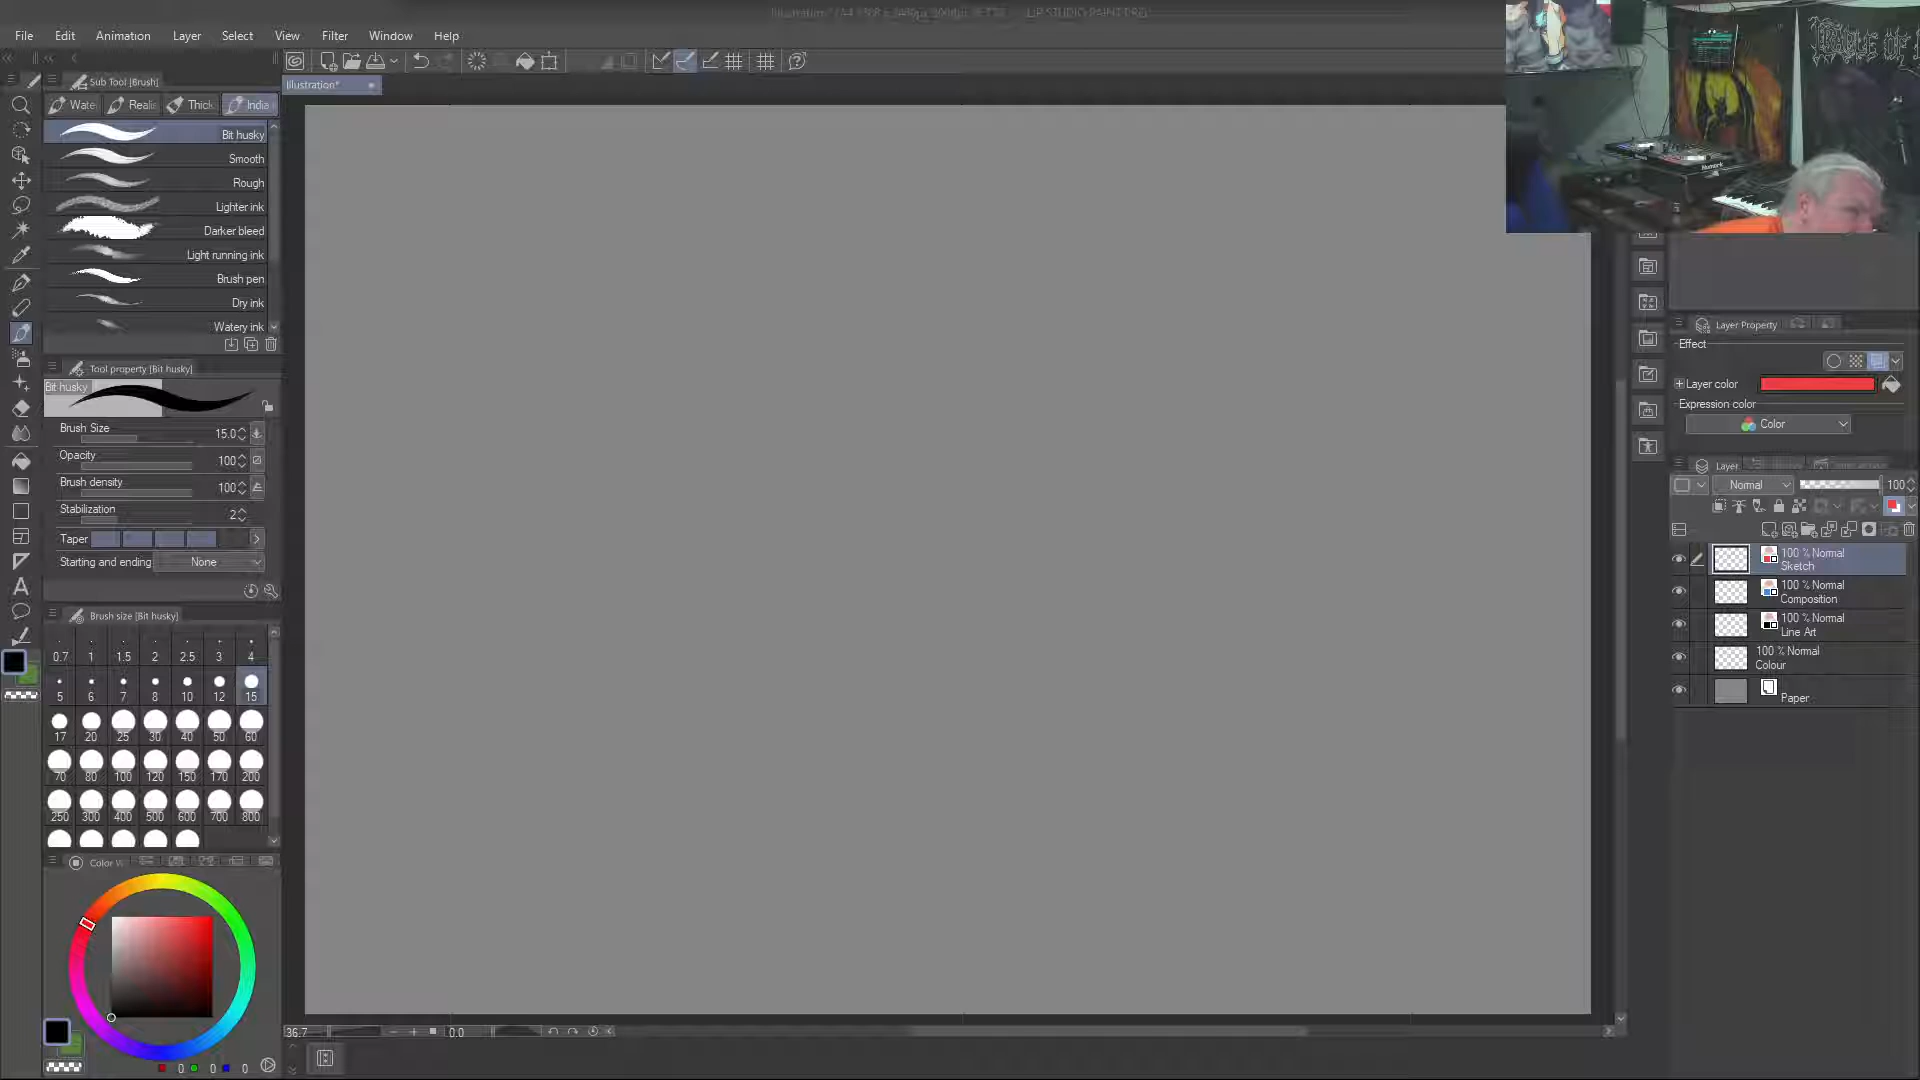 File Edit Animation Layer Select View Filter Window Help
Sub Tool [Brush]
Illustration*
Thick
Bit husky
Smooth
Rough
Lighter ink
Darker bleed
Light running ink
Brush pen
Dry ink
Watery ink
Tool property [Bit husky]
Bit husky
Brush Size 15.0
Opacity 100
Brush density 100
Stabilization 2
Taper
Starting and ending None
Brush size [Bit husky]
0.7 1 1.5 2 2.5 3 4
5 6 7 8 10 12 15
17 20 25 30 40 50 60
70 80 100 120 150 170 200
250 300 400 500 600 700 800
Color
0 0 0
36.7 0.0
Layer Property
Effect
Layer color
Expression color
Color
Layer
Normal 100
100 % Normal
Sketch
100 % Normal
Composition
100 % Normal
Line Art
100 % Normal
Colour
Paper